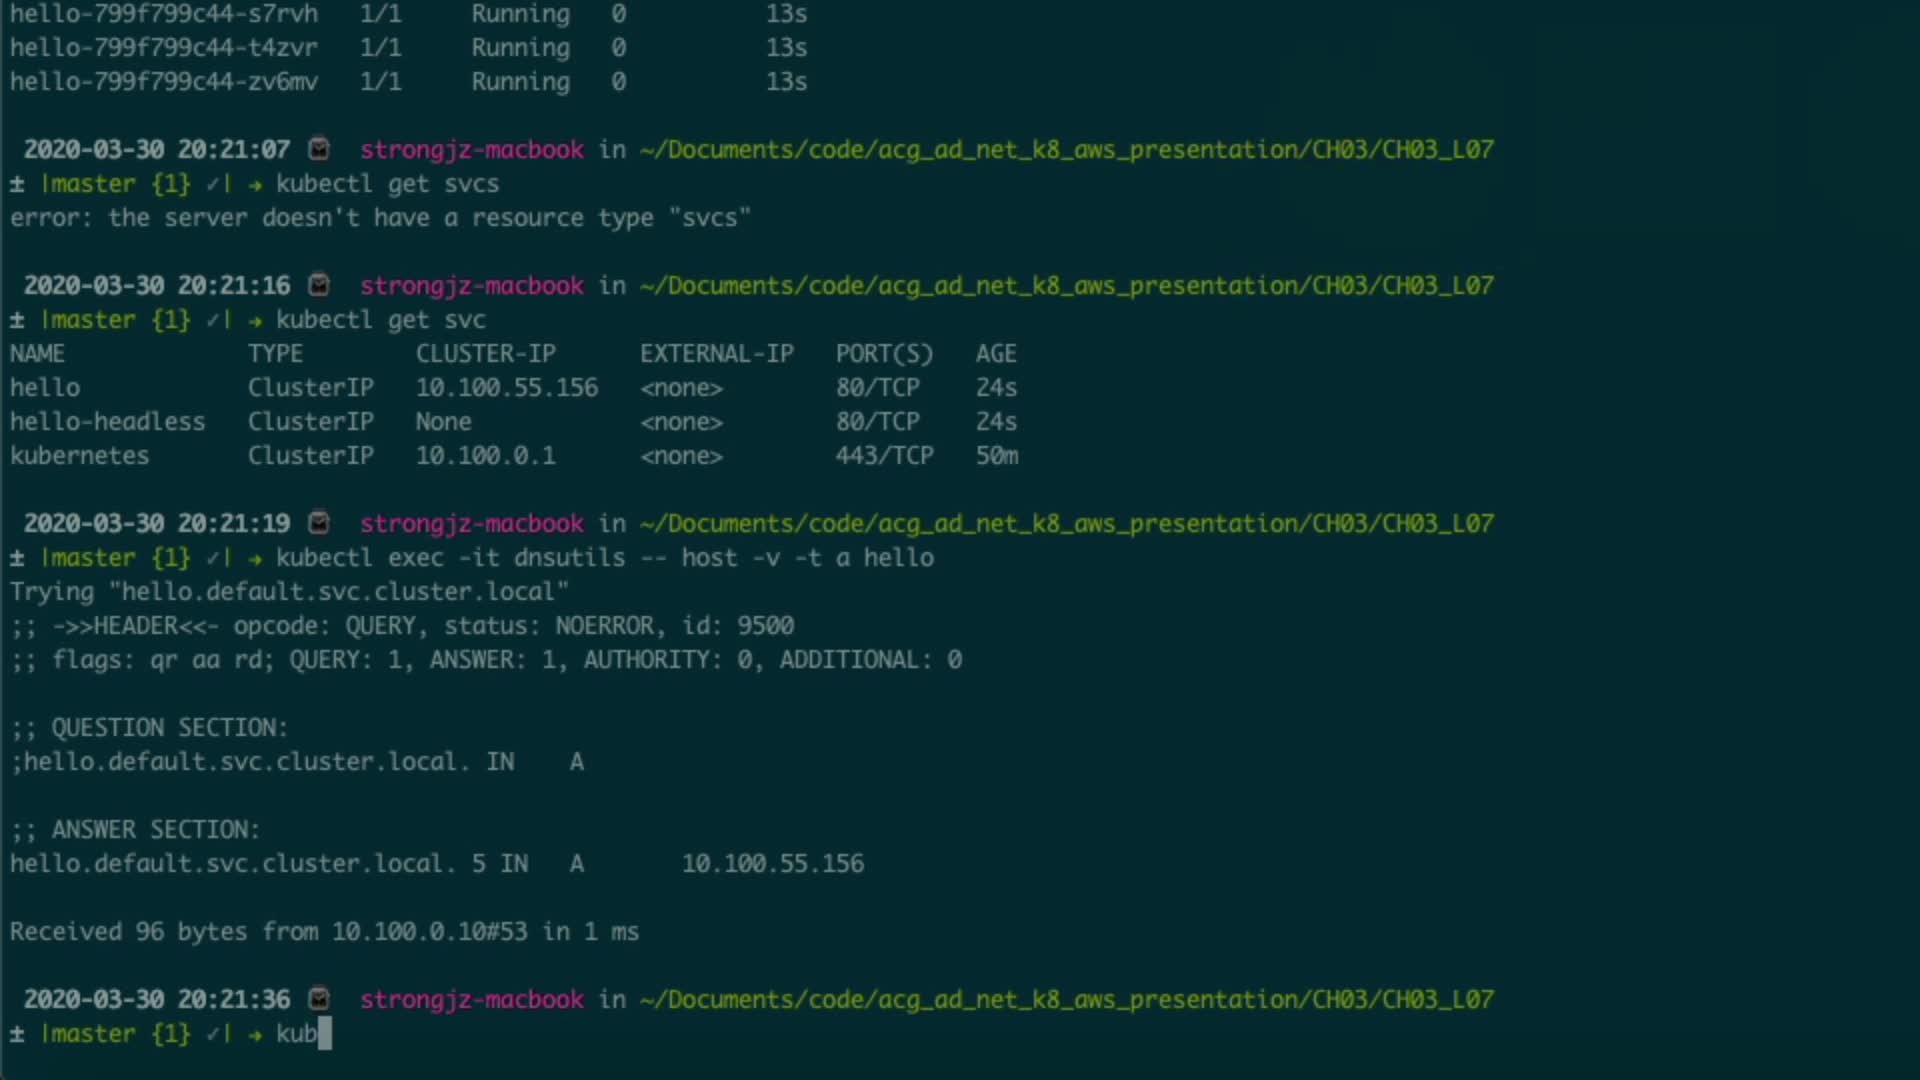 hello-799f799c44-s7rvh   1/1     Running   0          13s
hello-799f799c44-t4zvr   1/1     Running   0          13s
hello-799f799c44-zv6mv   1/1     Running   0          13s
2020-03-30 20:21:07 strongjz-macbook in ~/Documents/code/acg_ad_net_k8_aws_presentation/CH03/CH03_L07
± |master {1} ✓| → kubectl get svcs
error: the server doesn't have a resource type "svcs"
2020-03-30 20:21:16 strongjz-macbook in ~/Documents/code/acg_ad_net_k8_aws_presentation/CH03/CH03_L07
± |master {1} ✓| → kubectl get svc
NAME             TYPE        CLUSTER-IP      EXTERNAL-IP   PORT(S)   AGE
hello            ClusterIP   10.100.55.156   <none>        80/TCP    24s
hello-headless   ClusterIP   None            <none>        80/TCP    24s
kubernetes       ClusterIP   10.100.0.1      <none>        443/TCP   50m
2020-03-30 20:21:19 strongjz-macbook in ~/Documents/code/acg_ad_net_k8_aws_presentation/CH03/CH03_L07
± |master {1} ✓| → kubectl exec -it dnsutils -- host -v -t a hello
Trying "hello.default.svc.cluster.local"
;; ->>HEADER<<- opcode: QUERY, status: NOERROR, id: 9500
;; flags: qr aa rd; QUERY: 1, ANSWER: 1, AUTHORITY: 0, ADDITIONAL: 0
;; QUESTION SECTION:
;hello.default.svc.cluster.local. IN    A
;; ANSWER SECTION:
hello.default.svc.cluster.local. 5 IN   A       10.100.55.156
Received 96 bytes from 10.100.0.10#53 in 1 ms
2020-03-30 20:21:36 strongjz-macbook in ~/Documents/code/acg_ad_net_k8_aws_presentation/CH03/CH03_L07
± |master {1} ✓| → kub